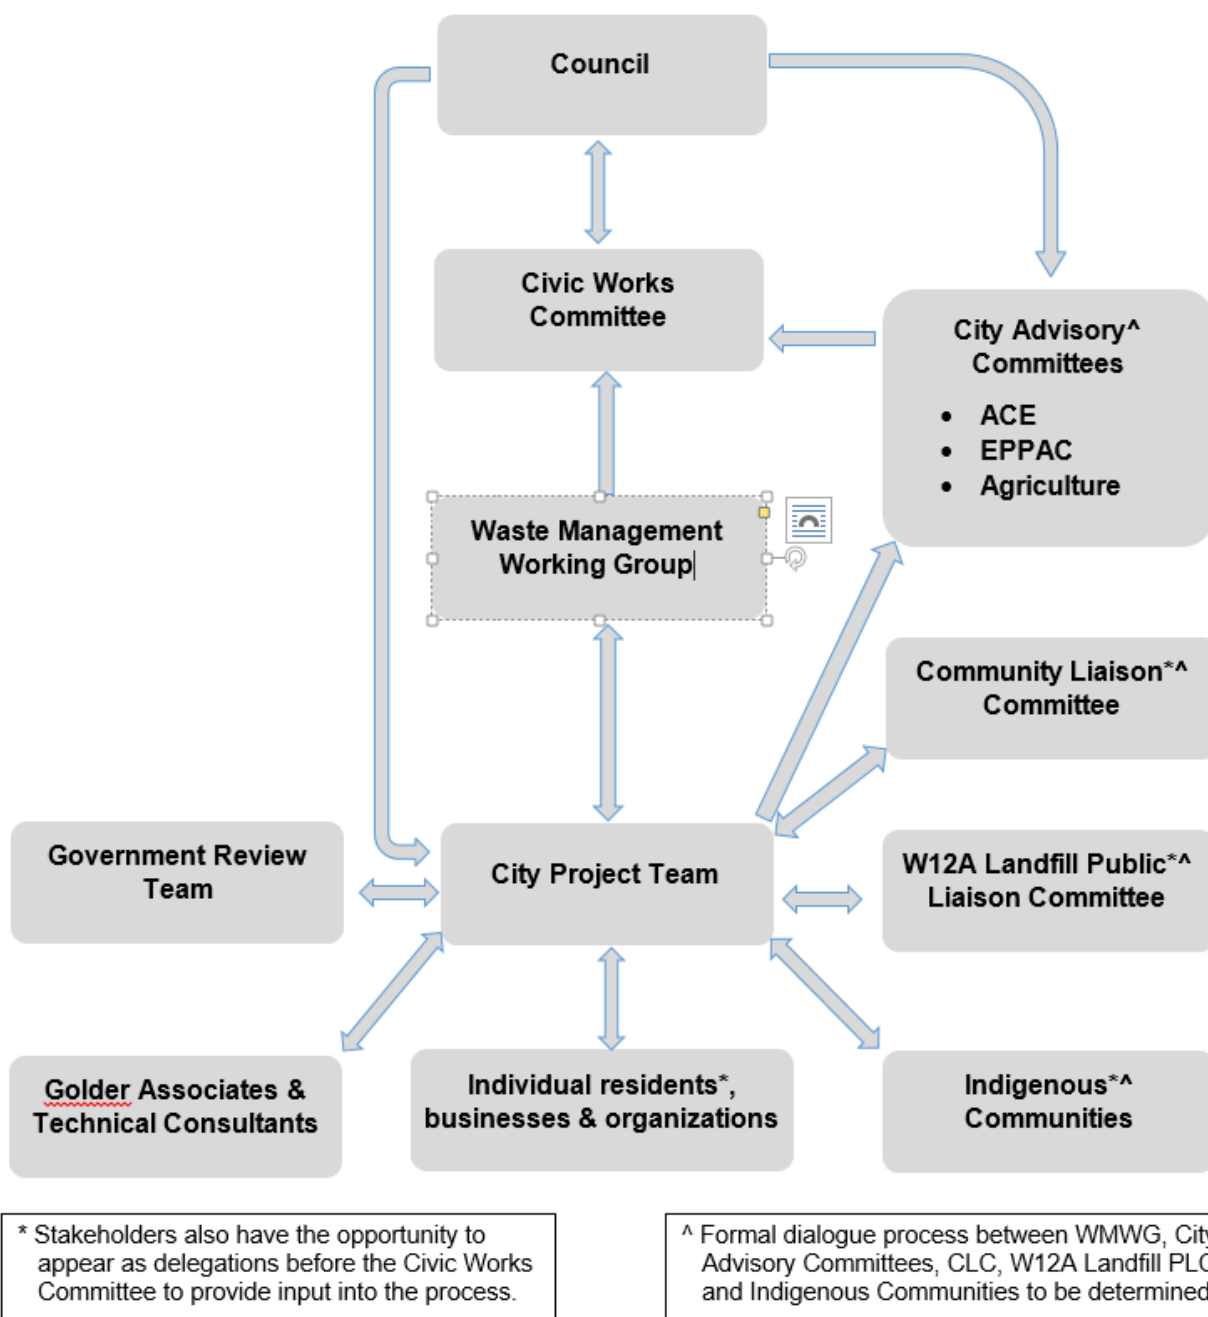 Council
Civic Works
Committee
City Advisory^
Committees
• ACE
• EPPAC
• Agriculture
Waste Management
Working Group
Community Liaison*^
Committee
Government Review
Team
City Project Team
W12A Landfill Public*^
Liaison Committee
Golder Associates &
Technical Consultants
Individual residents*,
businesses & organizations
Indigenous*^
Communities
* Stakeholders also have the opportunity to
appear as delegations before the Civic Works
Committee to provide input into the process.
^ Formal dialogue process between WMWG, City
Advisory Committees, CLC, W12A Landfill PLC
and Indigenous Communities to be determined